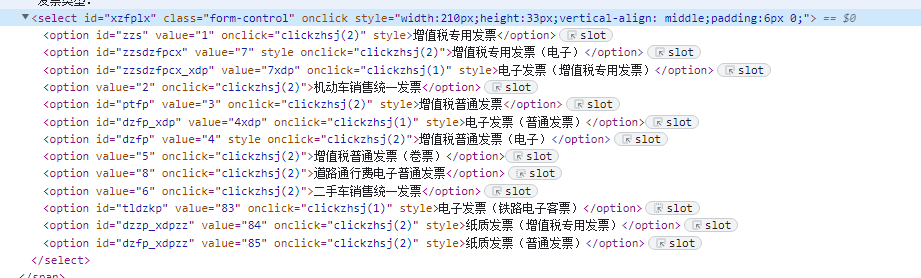 发票类型:
▼<select id="xzfplx" class="form-control" onclick style="width:210px;height:33px;vertical-align: middle;padding:6px 0;"> == $0
<option id="zzs" value="1" onclick="clickzhsj(2)" style>增值税专用发票</option> slot
<option id="zzsdzfpcx" value="7" style onclick="clickzhsj(2)">增值税专用发票（电子）</option> slot
<option id="zzsdzfpcx_xdp" value="7xdp" onclick="clickzhsj(1)" style>电子发票（增值税专用发票）</option> slot
<option value="2" onclick="clickzhsj(2)">机动车销售统一发票</option> slot
<option id="ptfp" value="3" onclick="clickzhsj(2)" style>增值税普通发票</option> slot
<option id="dzfp_xdp" value="4xdp" onclick="clickzhsj(1)" style>电子发票（普通发票）</option> slot
<option id="dzfp" value="4" style onclick="clickzhsj(2)">增值税普通发票（电子）</option> slot
<option value="5" onclick="clickzhsj(2)">增值税普通发票（卷票）</option> slot
<option value="8" onclick="clickzhsj(2)">道路通行费电子普通发票</option> slot
<option value="6" onclick="clickzhsj(2)">二手车销售统一发票</option> slot
<option id="tldzkp" value="83" onclick="clickzhsj(1)" style>电子发票（铁路电子客票）</option> slot
<option id="dzzp_xdpzz" value="84" onclick="clickzhsj(2)" style>纸质发票（增值税专用发票）</option> slot
<option id="dzfp_xdpzz" value="85" onclick="clickzhsj(2)" style>纸质发票（普通发票）</option> slot
</select>
</span>